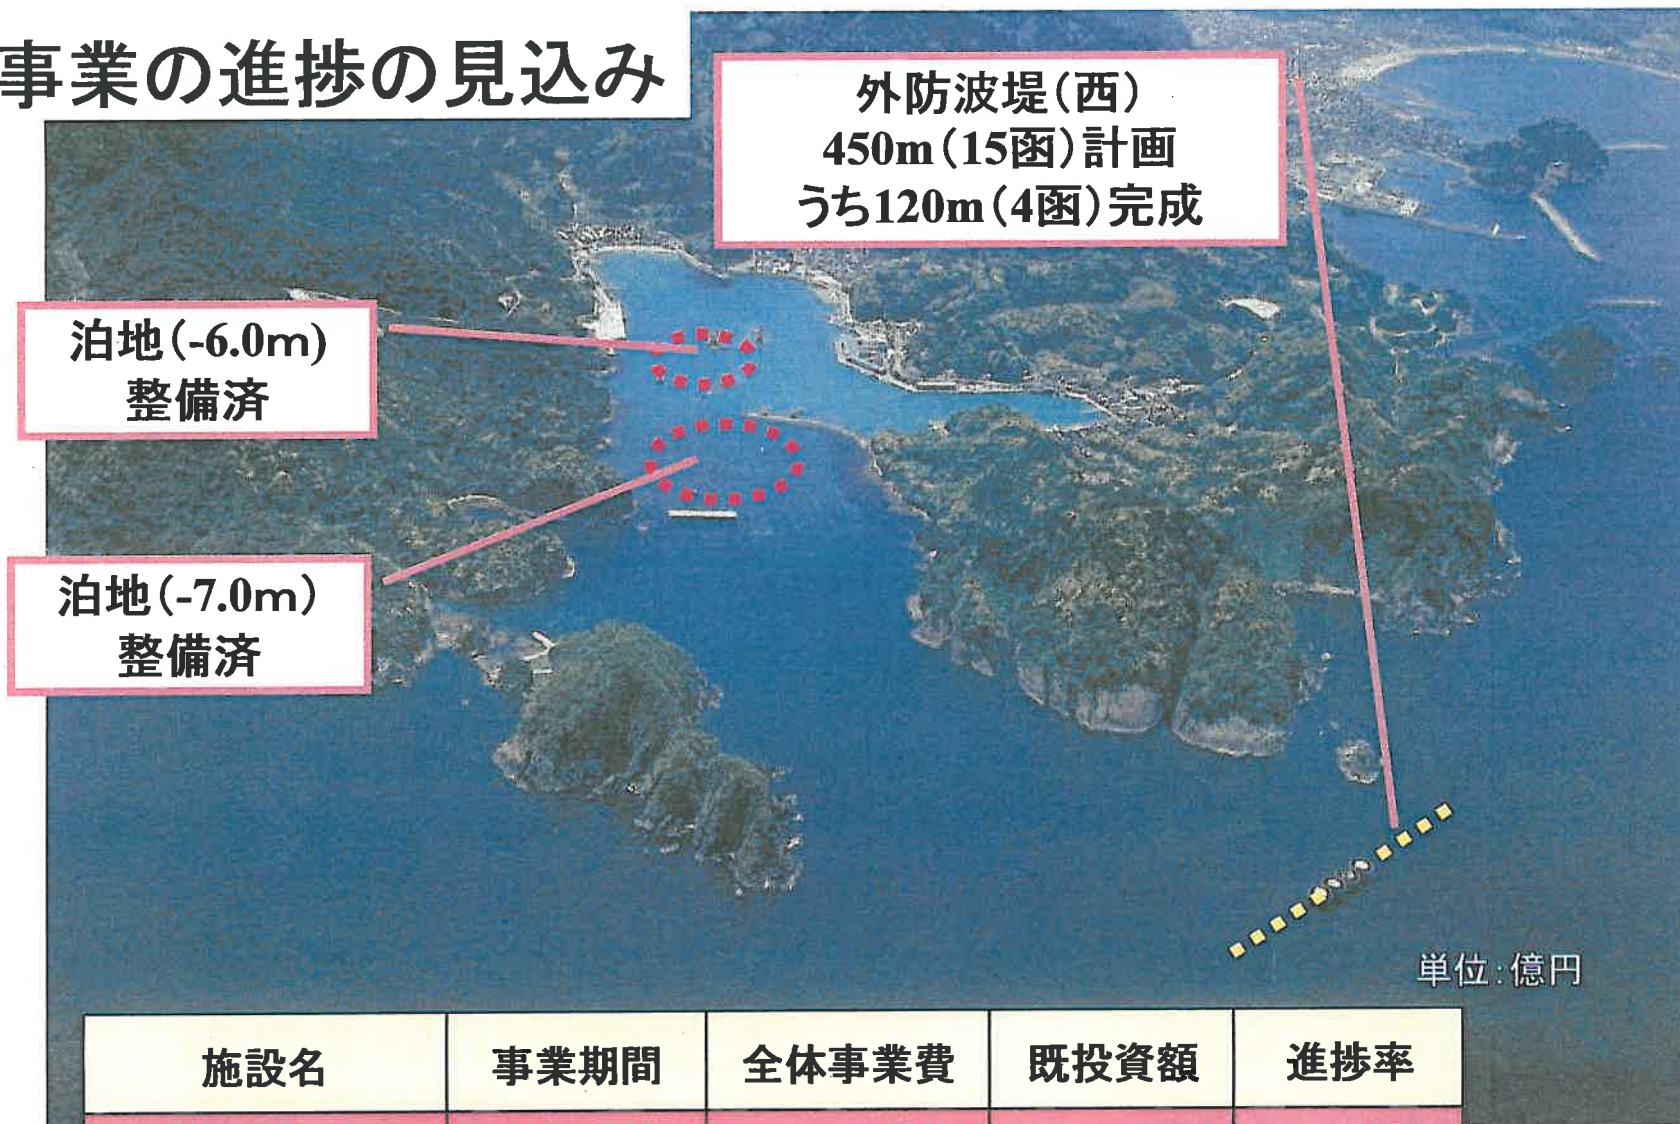 事業の進捗の見込み
外防波堤(西)
450m(15函)計画
うち120m(4函)完成
泊地(-6.0m)
整備済
泊地(-7.0m)
整備済
単位:億円
施設名 事業期間 全体事業費 既投資額 進捗率